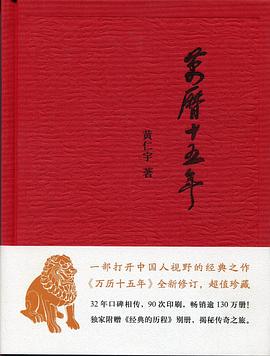 萬曆十五年
黄仁宇 著
一部打开中国人视野的经典之作
《万历十五年》全新修订，超值珍藏
32年口碑相传，90次印刷，畅销逾130万册！
独家附赠《经典的历程》别册，揭秘传奇之旅。